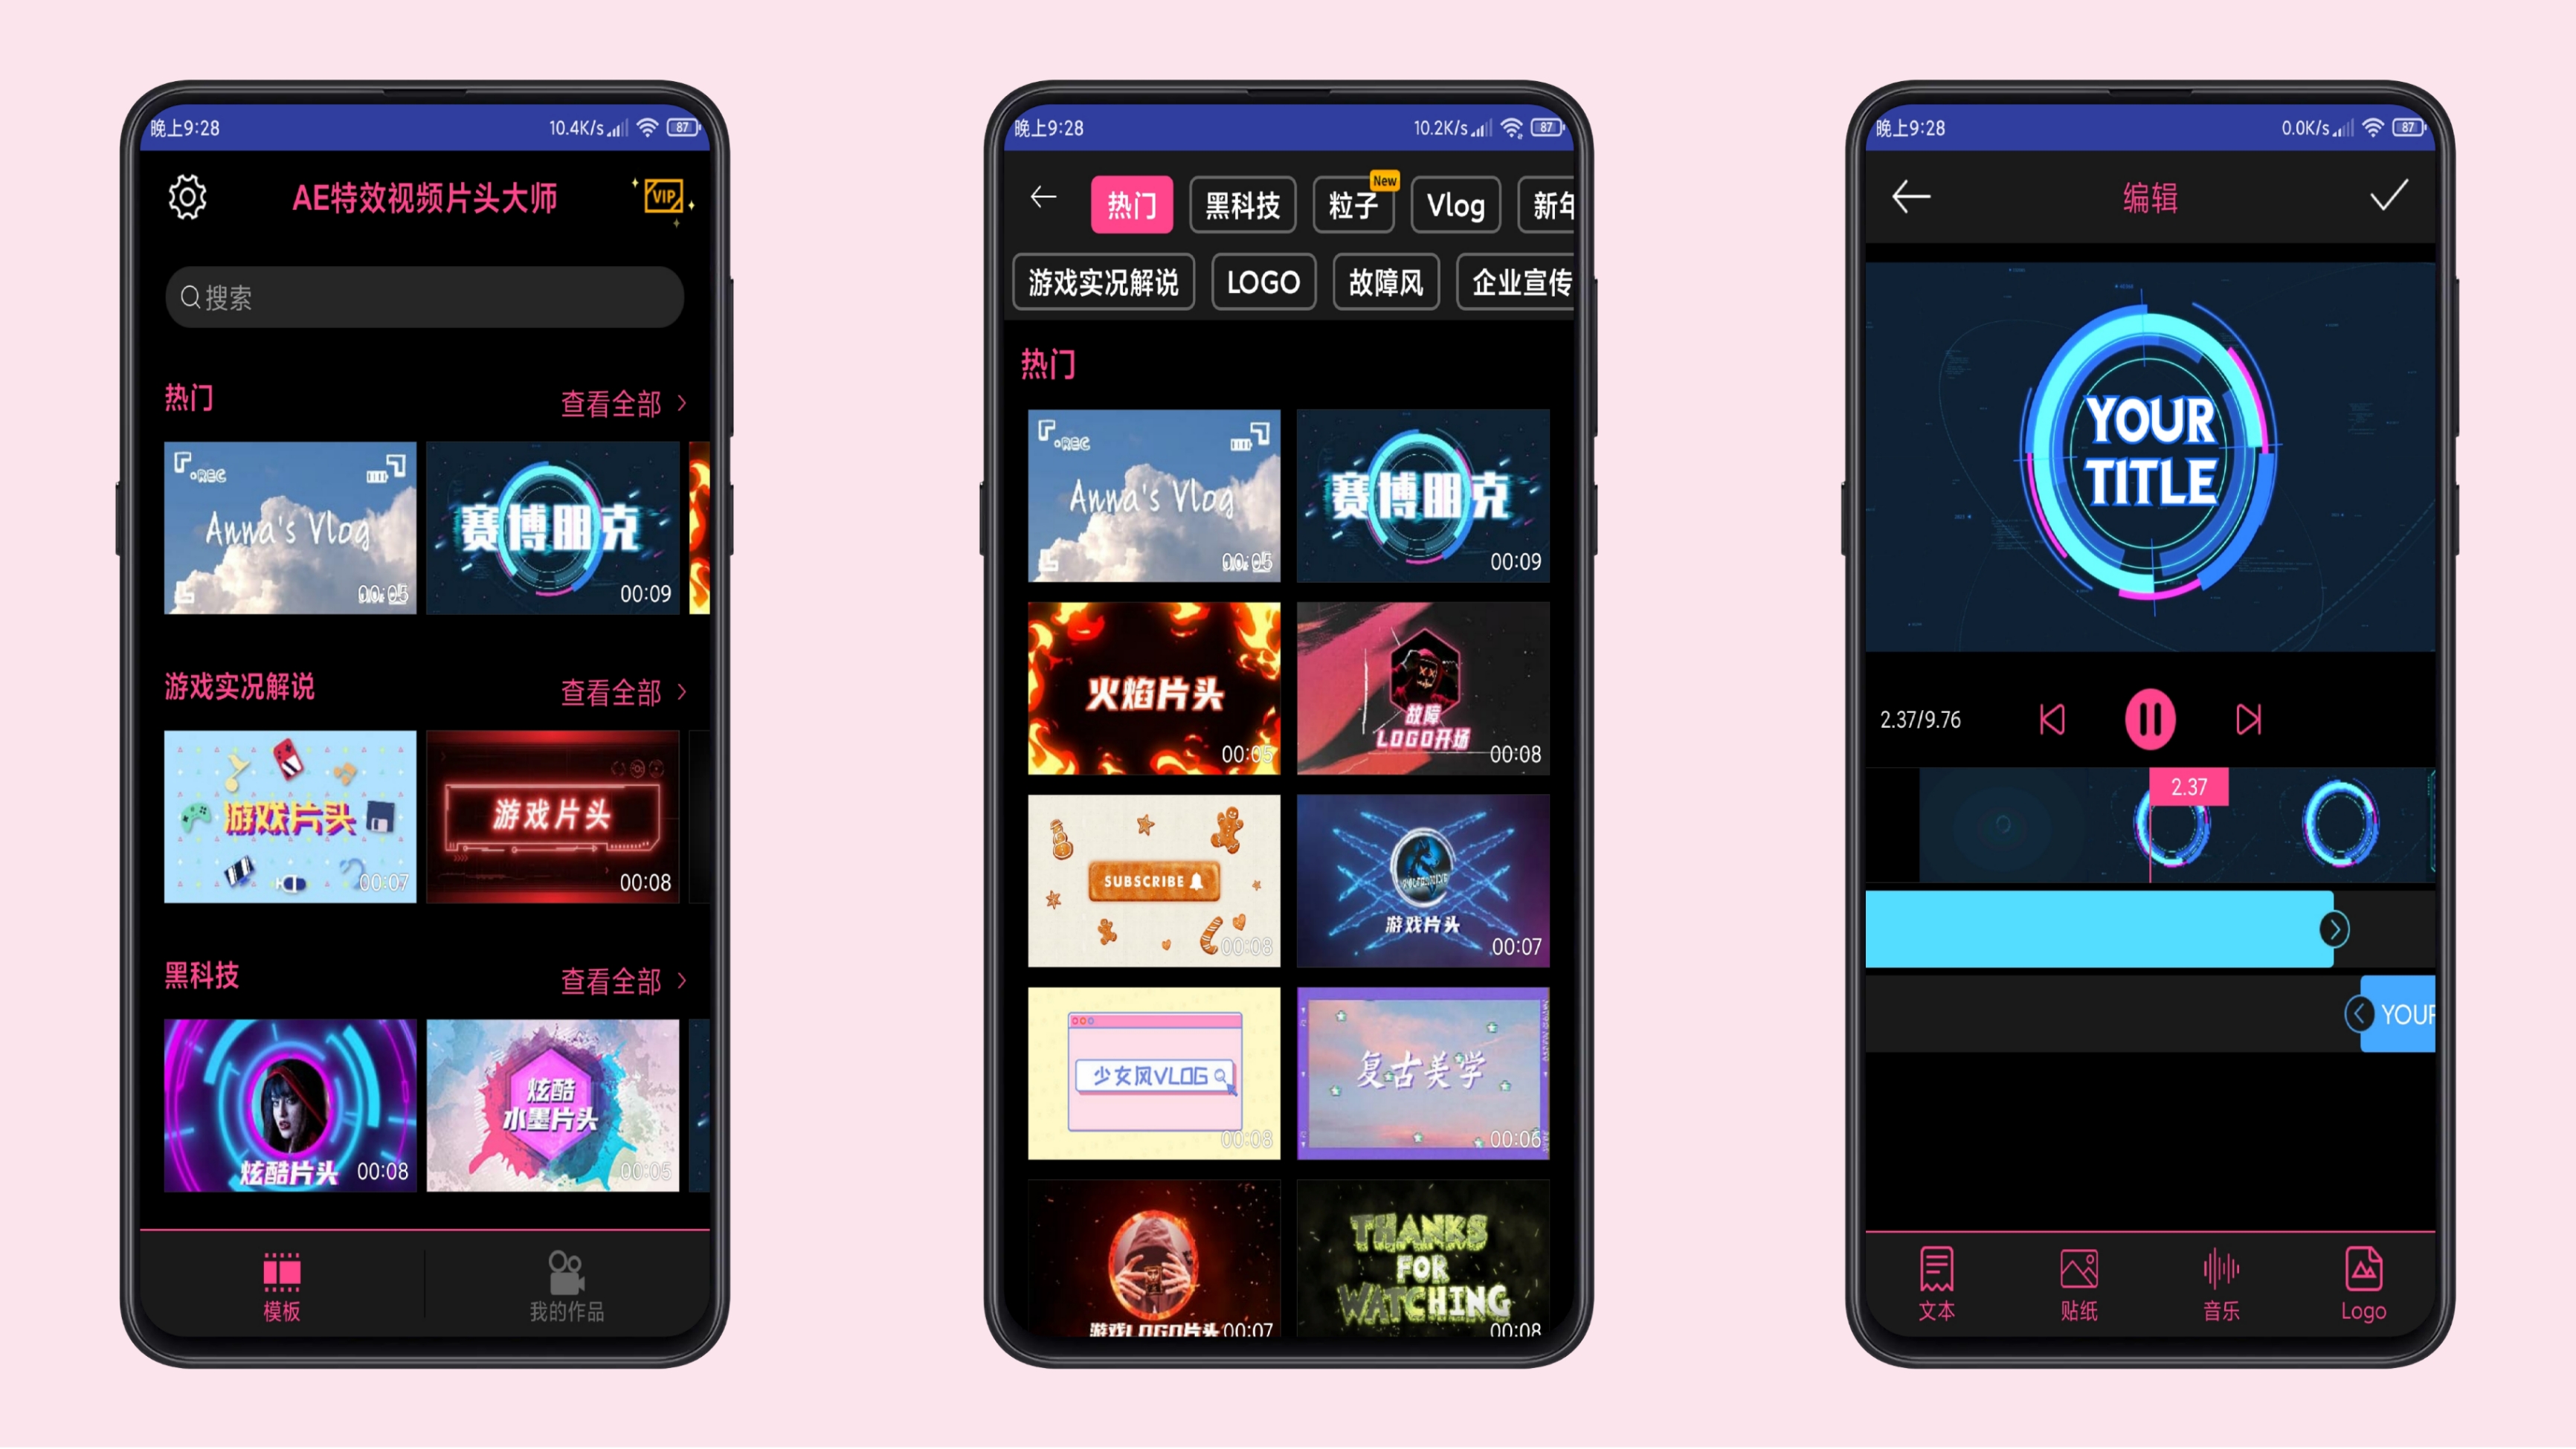 晚上9:28
10.4K/s
87
AE特效视频片头大师
VIP
搜索
热门
查看全部
REC
Anna's Vlog
00:05
赛博朋克
00:09
游戏实况解说
查看全部
游戏片头
00:07
游戏片头
00:08
黑科技
查看全部
炫酷片头
00:08
炫酷
水墨片头
00:05
模板
我的作品
晚上9:28
10.2K/s
87
热门
黑科技
粒子
New
Vlog
新年
游戏实况解说
LOGO
故障风
企业宣传
热门
REC
Anna's Vlog
00:05
赛博朋克
00:09
火焰片头
00:05
故障
LOGO开场
00:08
SUBSCRIBE
00:08
游戏片头
00:07
少女风VLOG
00:08
复古美学
00:06
游戏LOGO片头
00:07
THANKS
FOR
WATCHING
00:08
晚上9:28
0.0K/s
87
编辑
YOUR
TITLE
2.37/9.76
2.37
YOUR
文本
贴纸
音乐
Logo